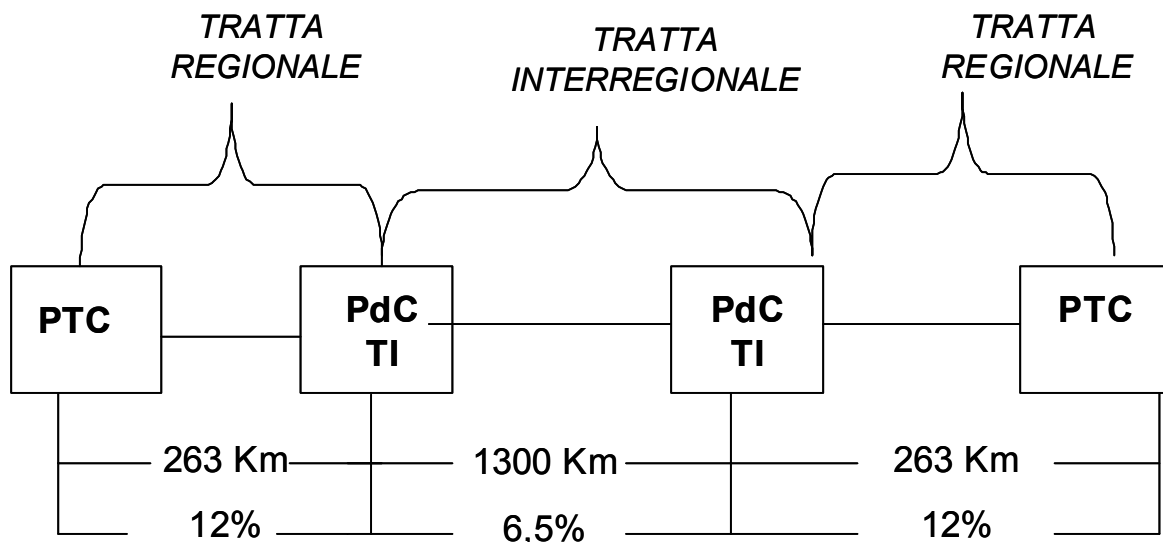 TRATTA
REGIONALE
TRATTA
INTERREGIONALE
TRATTA
REGIONALE
PTC
PdC
TI
PdC
TI
PTC
263 Km
1300 Km
263 Km
12%
6,5%
12%